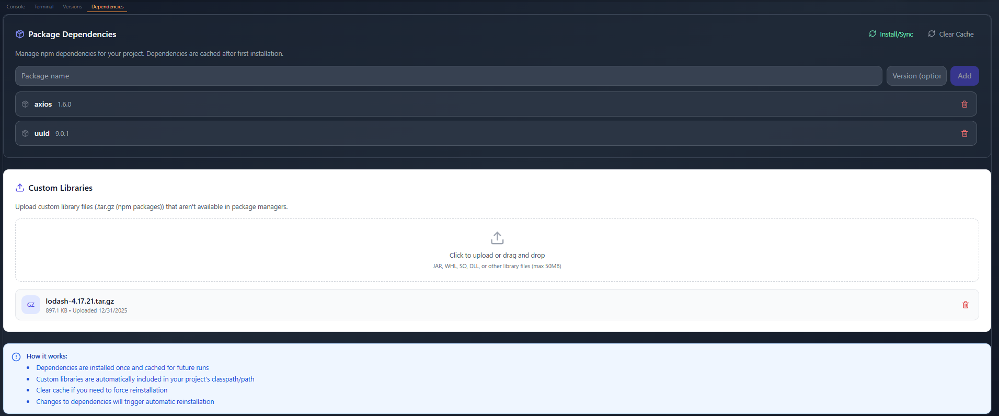 Console Terminal Versions Dependencies
Package Dependencies
Install/Sync Clear Cache
Manage npm dependencies for your project. Dependencies are cached after first installation.
Package name Version (option Add
axios 1.6.0
uuid 9.0.1
Custom Libraries
Upload custom library files (.tar.gz (npm packages)) that aren't available in package managers.
Click to upload or drag and drop
JAR, WHL, SO, DLL, or other library files (max 50MB)
GZ
lodash-4.17.21.tar.gz
897.1 KB • Uploaded 12/31/2025
How it works:
• Dependencies are installed once and cached for future runs
• Custom libraries are automatically included in your project's classpath/path
• Clear cache if you need to force reinstallation
• Changes to dependencies will trigger automatic reinstallation